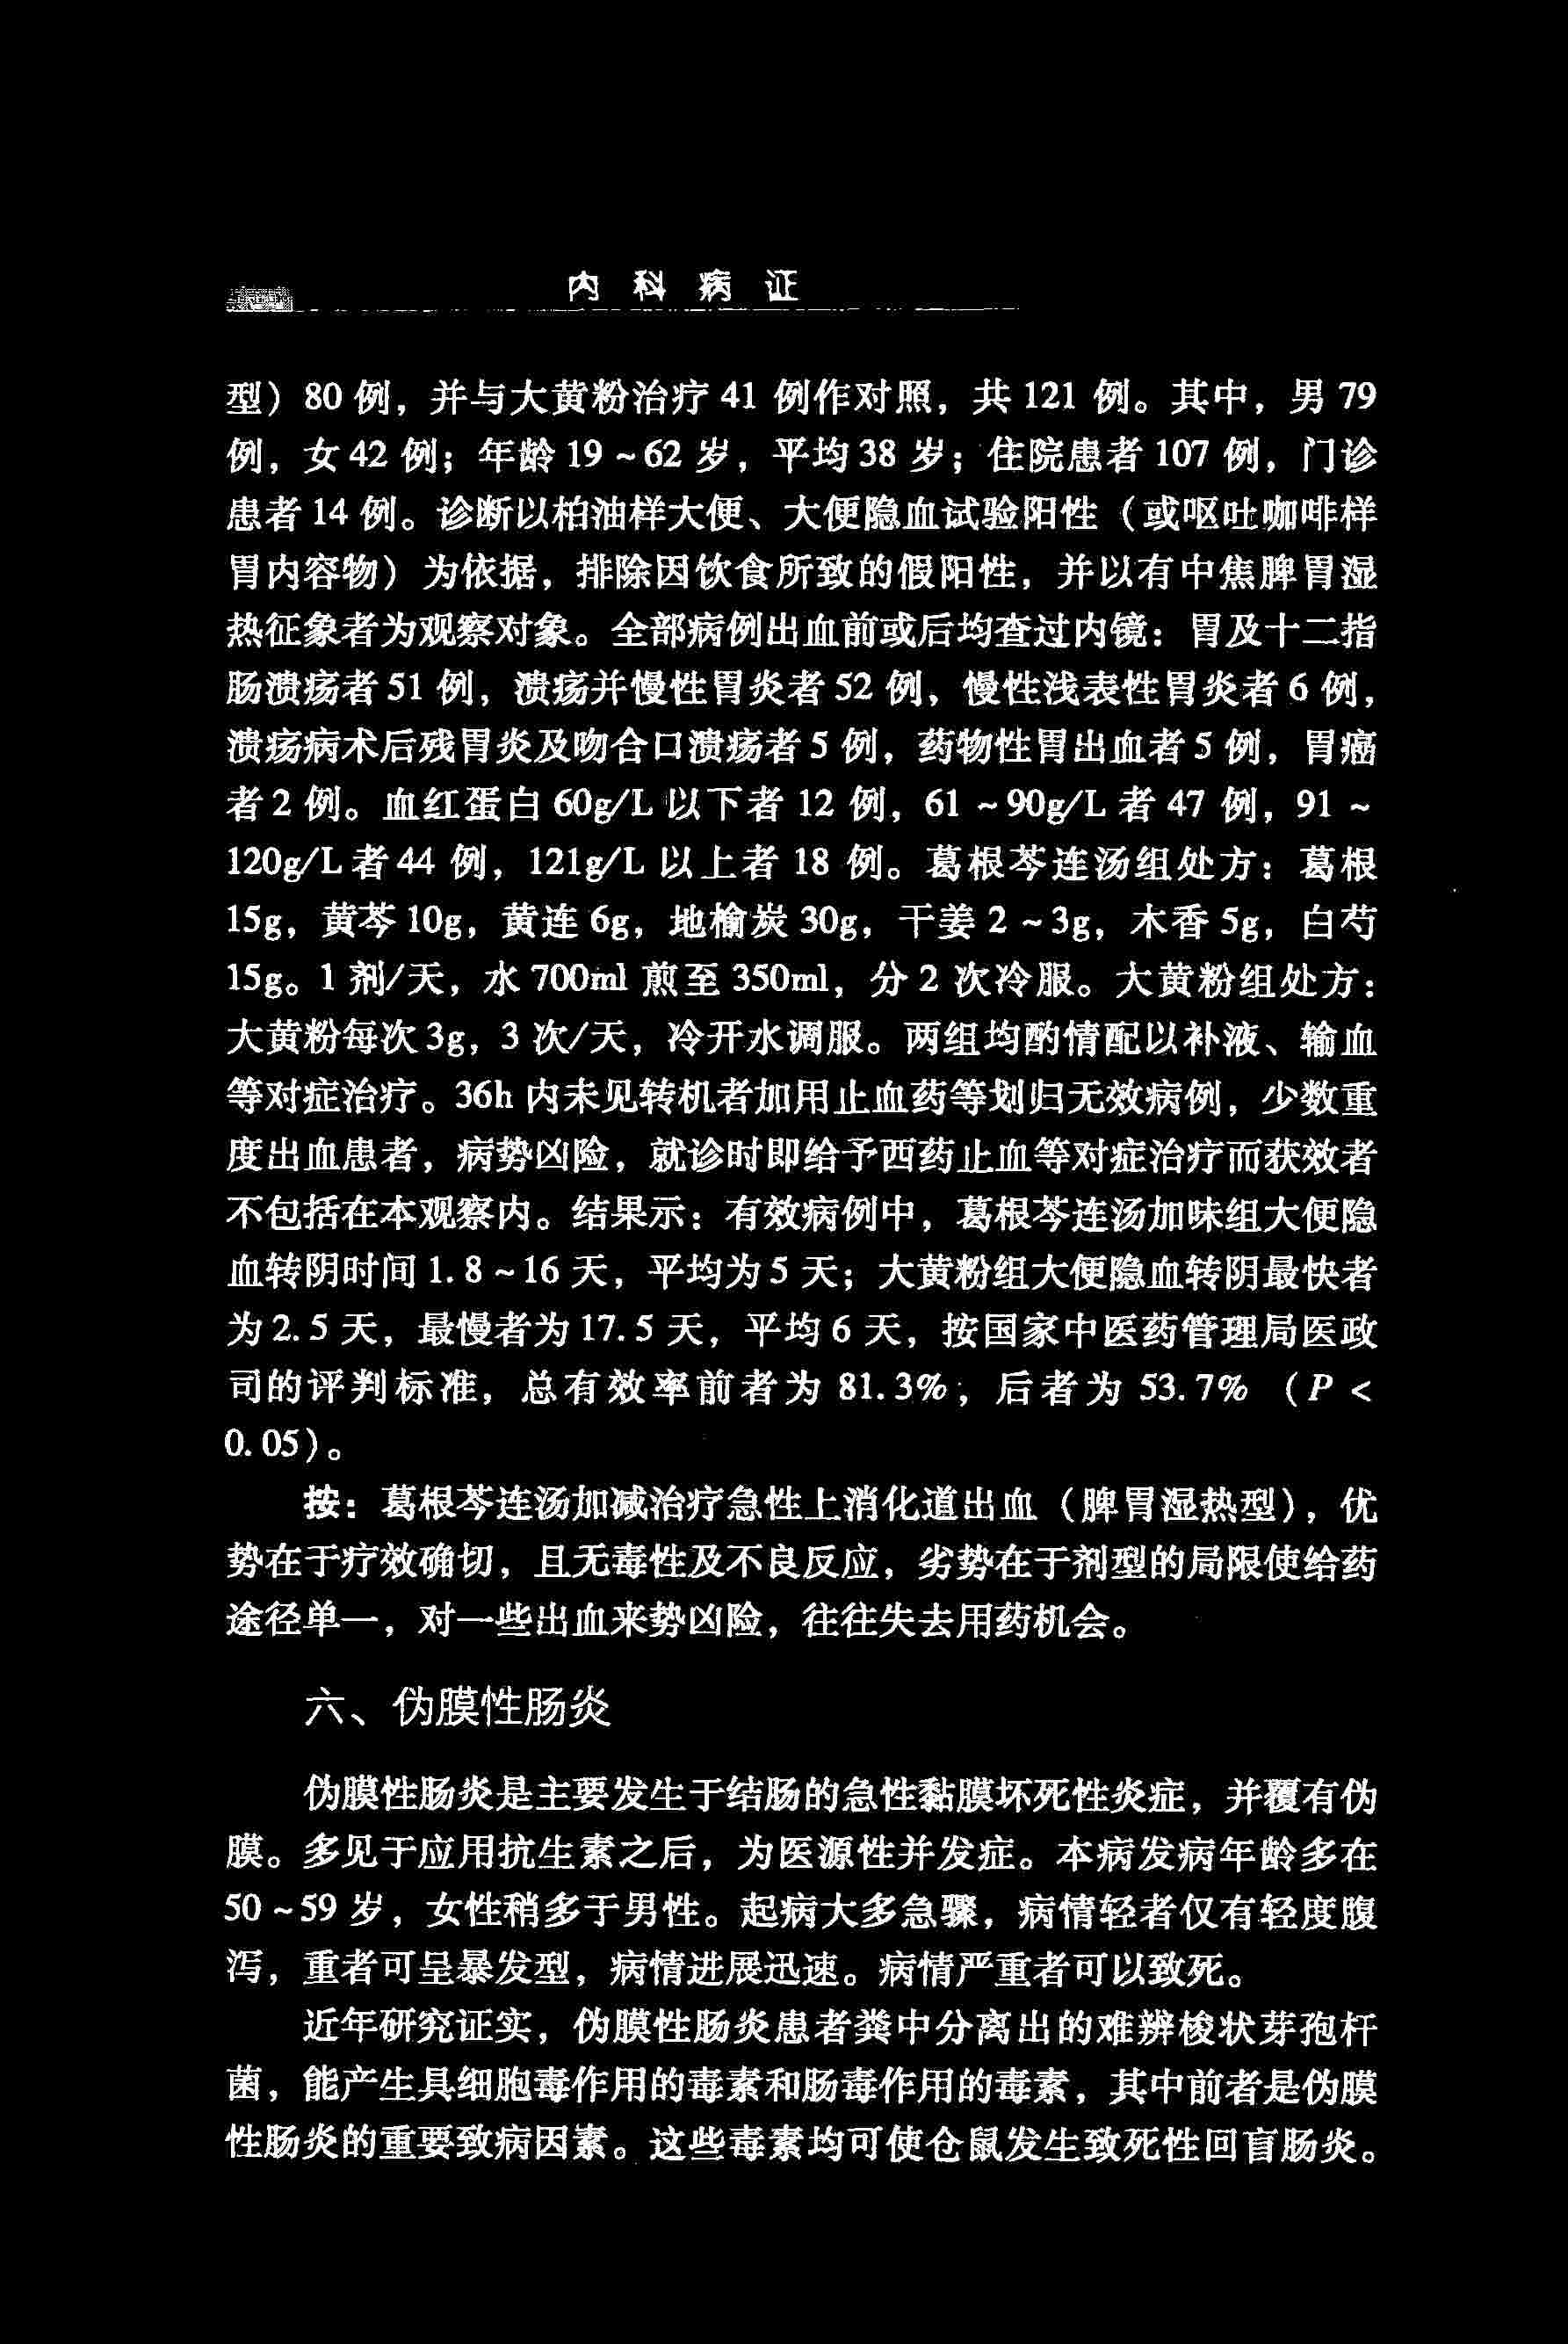 内科病证
型）80 例，并与大黄粉治疗 41 例作对照，共 121 例。其中，男 79
例，女 42 例；年龄 19 ~ 62 岁，平均 38 岁；住院患者 107 例，门诊
患者 14 例。诊断以柏油样大便、大便隐血试验阳性（或呕吐咖啡样
胃内容物）为依据，排除因饮食所致的假阳性，并以有中焦脾胃湿
热征象者为观察对象。全部病例出血前或后均查过内镜：胃及十二指
肠溃疡者 51 例，溃疡并慢性胃炎者 52 例，慢性浅表性胃炎者 6 例，
溃疡病术后残胃炎及吻合口溃疡者 5 例，药物性胃出血者 5 例，胃癌
者 2 例。血红蛋白 60g/L 以下者 12 例，61 ~ 90g/L 者 47 例，91 ~
120g/L 者 44 例，121g/L 以上者 18 例。葛根芩连汤组处方：葛根
15g，黄芩 10g，黄连 6g，地榆炭 30g，干姜 2 ~ 3g，木香 5g，白芍
15g。1 剂/天，水 700ml 煎至 350ml，分 2 次冷服。大黄粉组处方：
大黄粉每次 3g，3 次/天，冷开水调服。两组均酌情配以补液、输血
等对症治疗。36h 内未见转机者加用止血药等划归无效病例，少数重
度出血患者，病势凶险，就诊时即给予西药止血等对症治疗而获效者
不包括在本观察内。结果示：有效病例中，葛根芩连汤加味组大便隐
血转阴时间 1.8 ~ 16 天，平均为 5 天；大黄粉组大便隐血转阴最快者
为 2.5 天，最慢者为 17.5 天，平均 6 天，按国家中医药管理局医政
司的评判标准，总有效率前者为 81.3%；后者为 53.7%（P <
0.05）。
按：葛根芩连汤加减治疗急性上消化道出血（脾胃湿热型），优
势在于疗效确切，且无毒性及不良反应，劣势在于剂型的局限使给药
途径单一，对一些出血来势凶险，往往失去用药机会。
六、伪膜性肠炎
伪膜性肠炎是主要发生于结肠的急性黏膜坏死性炎症，并覆有伪
膜。多见于应用抗生素之后，为医源性并发症。本病发病年龄多在
50 ~ 59 岁，女性稍多于男性。起病大多急骤，病情轻者仅有轻度腹
泻，重者可呈暴发型，病情进展迅速。病情严重者可以致死。
近年研究证实，伪膜性肠炎患者粪中分离出的难辨梭状芽孢杆
菌，能产生具细胞毒作用的毒素和肠毒作用的毒素，其中前者是伪膜
性肠炎的重要致病因素。这些毒素均可使仓鼠发生致死性回盲肠炎。